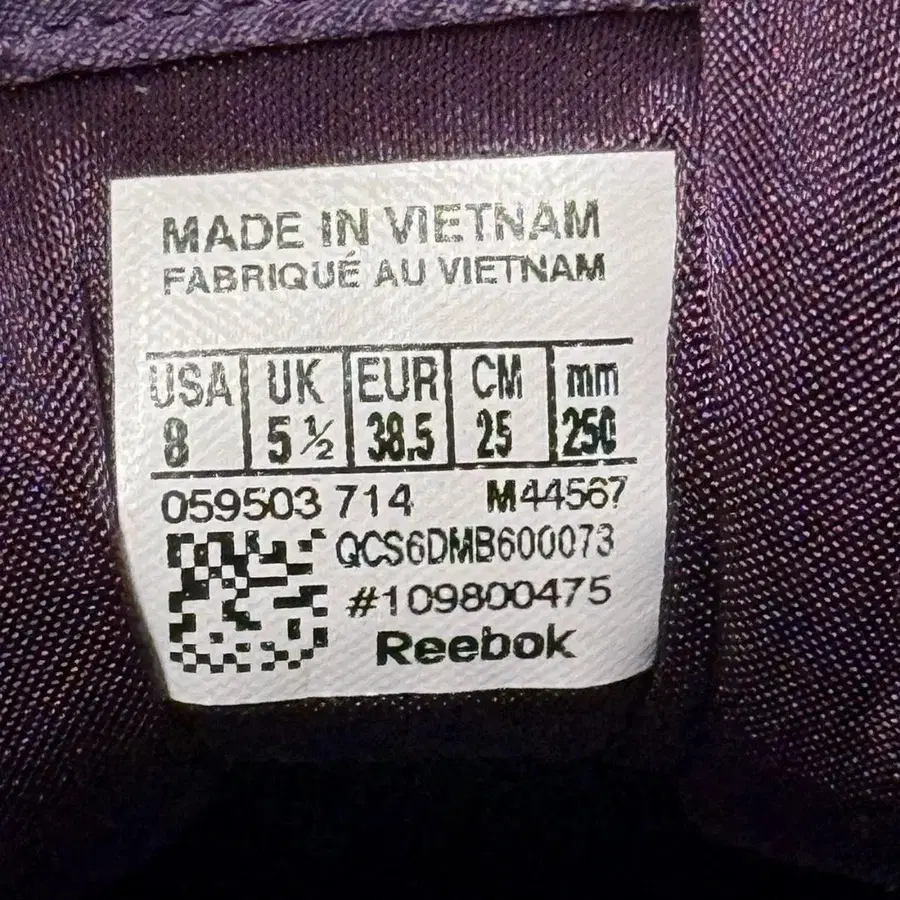 MADE IN VIETNAM
FABRIQUÉ AU VIETNAM
USA UK EUR CM mm
8 5 ½ 38.5 25 250
059503 714 M44567
QCS6DMB600073
#109800475
Reebok